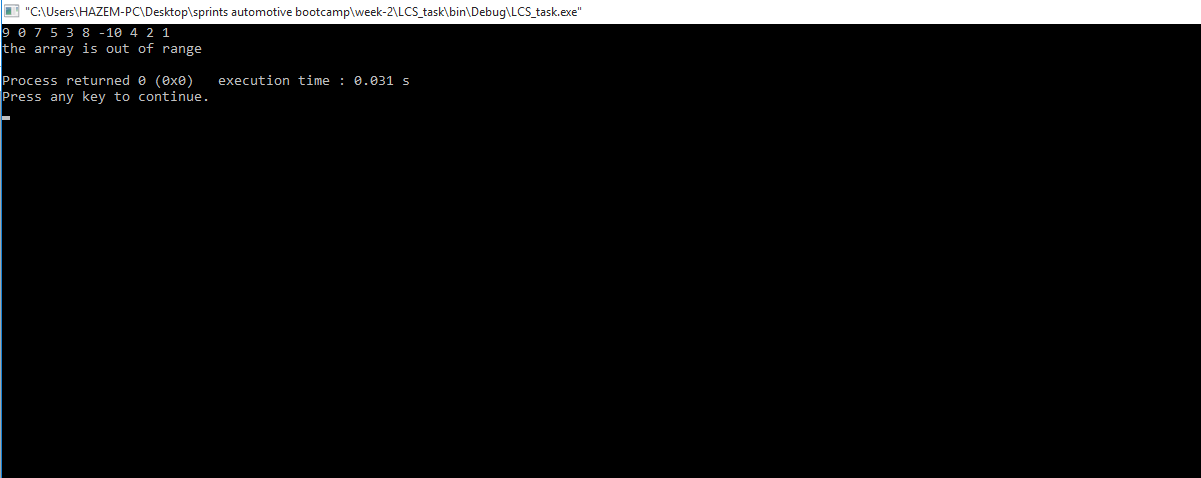 "C:\Users\HAZEM-PC\Desktop\sprints automotive bootcamp\week-2\LCS_task\bin\Debug\LCS_task.exe"
9 0 7 5 3 8 -10 4 2 1
the array is out of range
Process returned 0 (0x0)   execution time : 0.031 s
Press any key to continue.